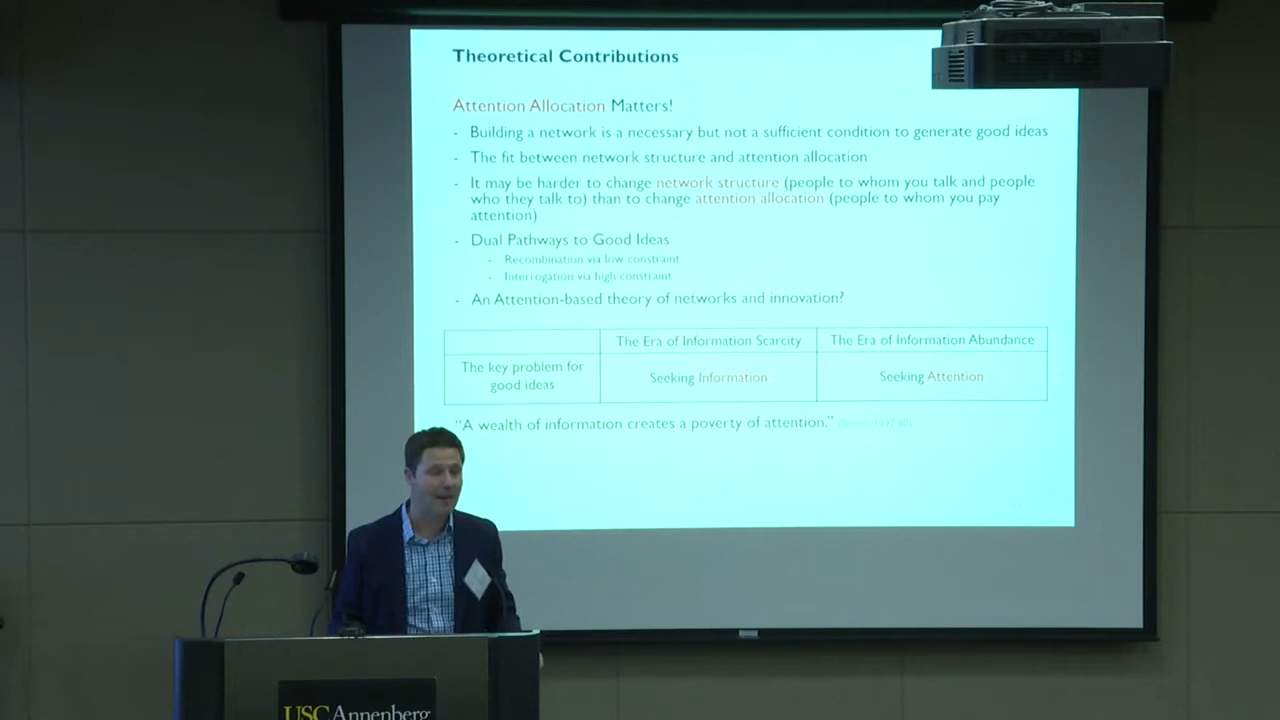 Theoretical Contributions
Attention Allocation Matters!
- Building a network is a necessary but not a sufficient condition to generate good ideas
- The fit between network structure and attention allocation
- It may be harder to change network structure (people to whom you talk and people
who they talk to) than to change attention allocation (people to whom you pay
attention)
- Dual Pathways to Good Ideas
- Recombination via low constraint
- Interrogation via high constraint
- An Attention-based theory of networks and innovation?
The Era of Information Scarcity
The Era of Information Abundance
The key problem for
good ideas
Seeking Information
Seeking Attention
"A wealth of information creates a poverty of attention."
USC Annenberg